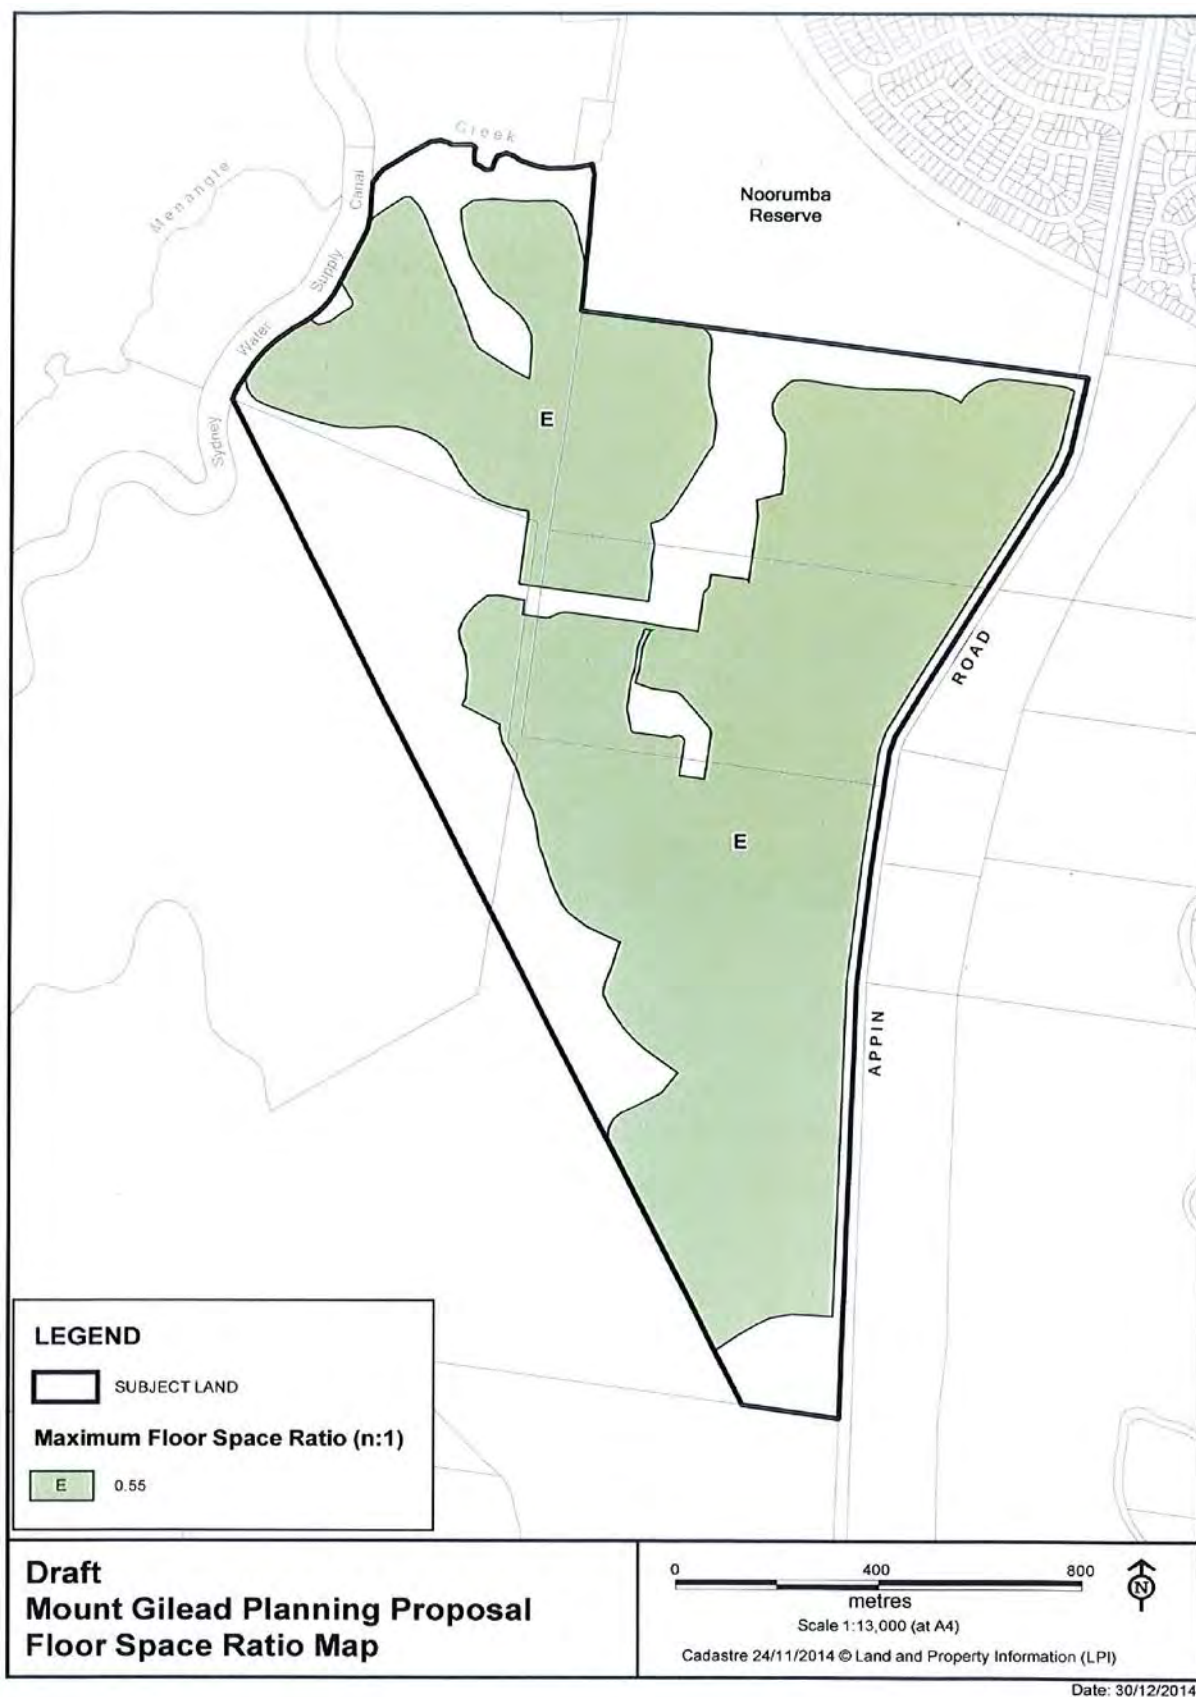 Creek
Menangle
Canal
Supply
Water
Sydney
Noorumba
Reserve
E
ROAD
E
APPIN
LEGEND
SUBJECT LAND
Maximum Floor Space Ratio (n:1)
E 0.55
Draft
Mount Gilead Planning Proposal
Floor Space Ratio Map
0 400 800
metres
Scale 1:13,000 (at A4)
N
Cadastre 24/11/2014 © Land and Property Information (LPI)
Date: 30/12/2014